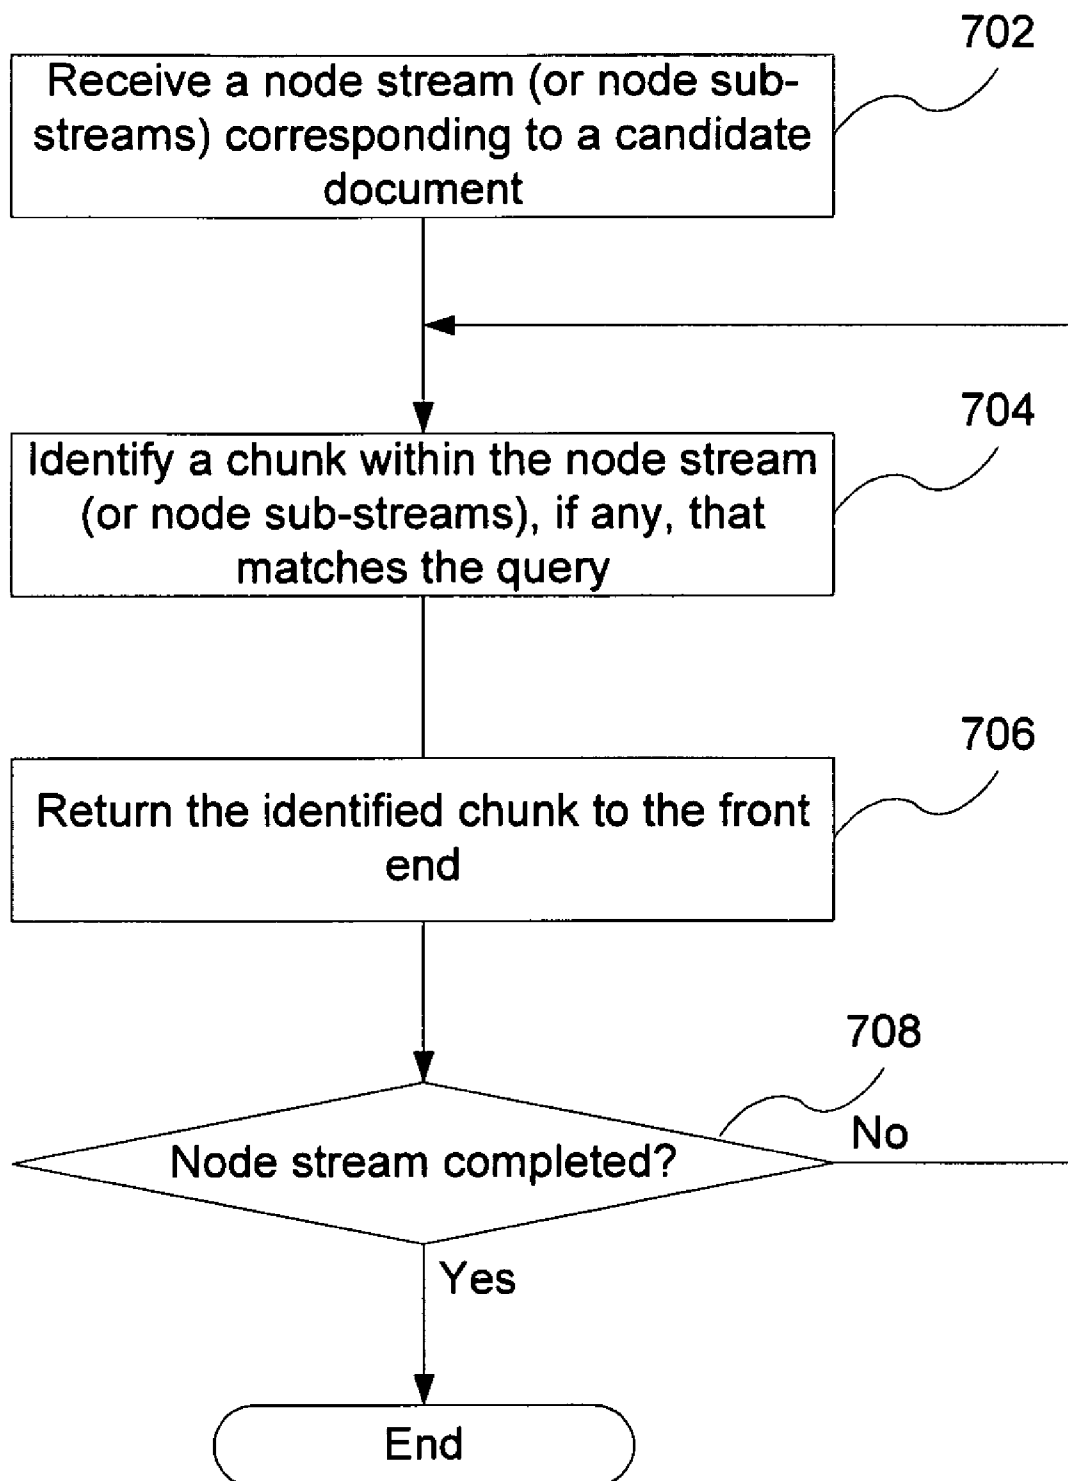 702
Receive a node stream (or node sub-
streams) corresponding to a candidate
document
704
Identify a chunk within the node stream
(or node sub-streams), if any, that
matches the query
706
Return the identified chunk to the front
end
708
Node stream completed?
No
Yes
End